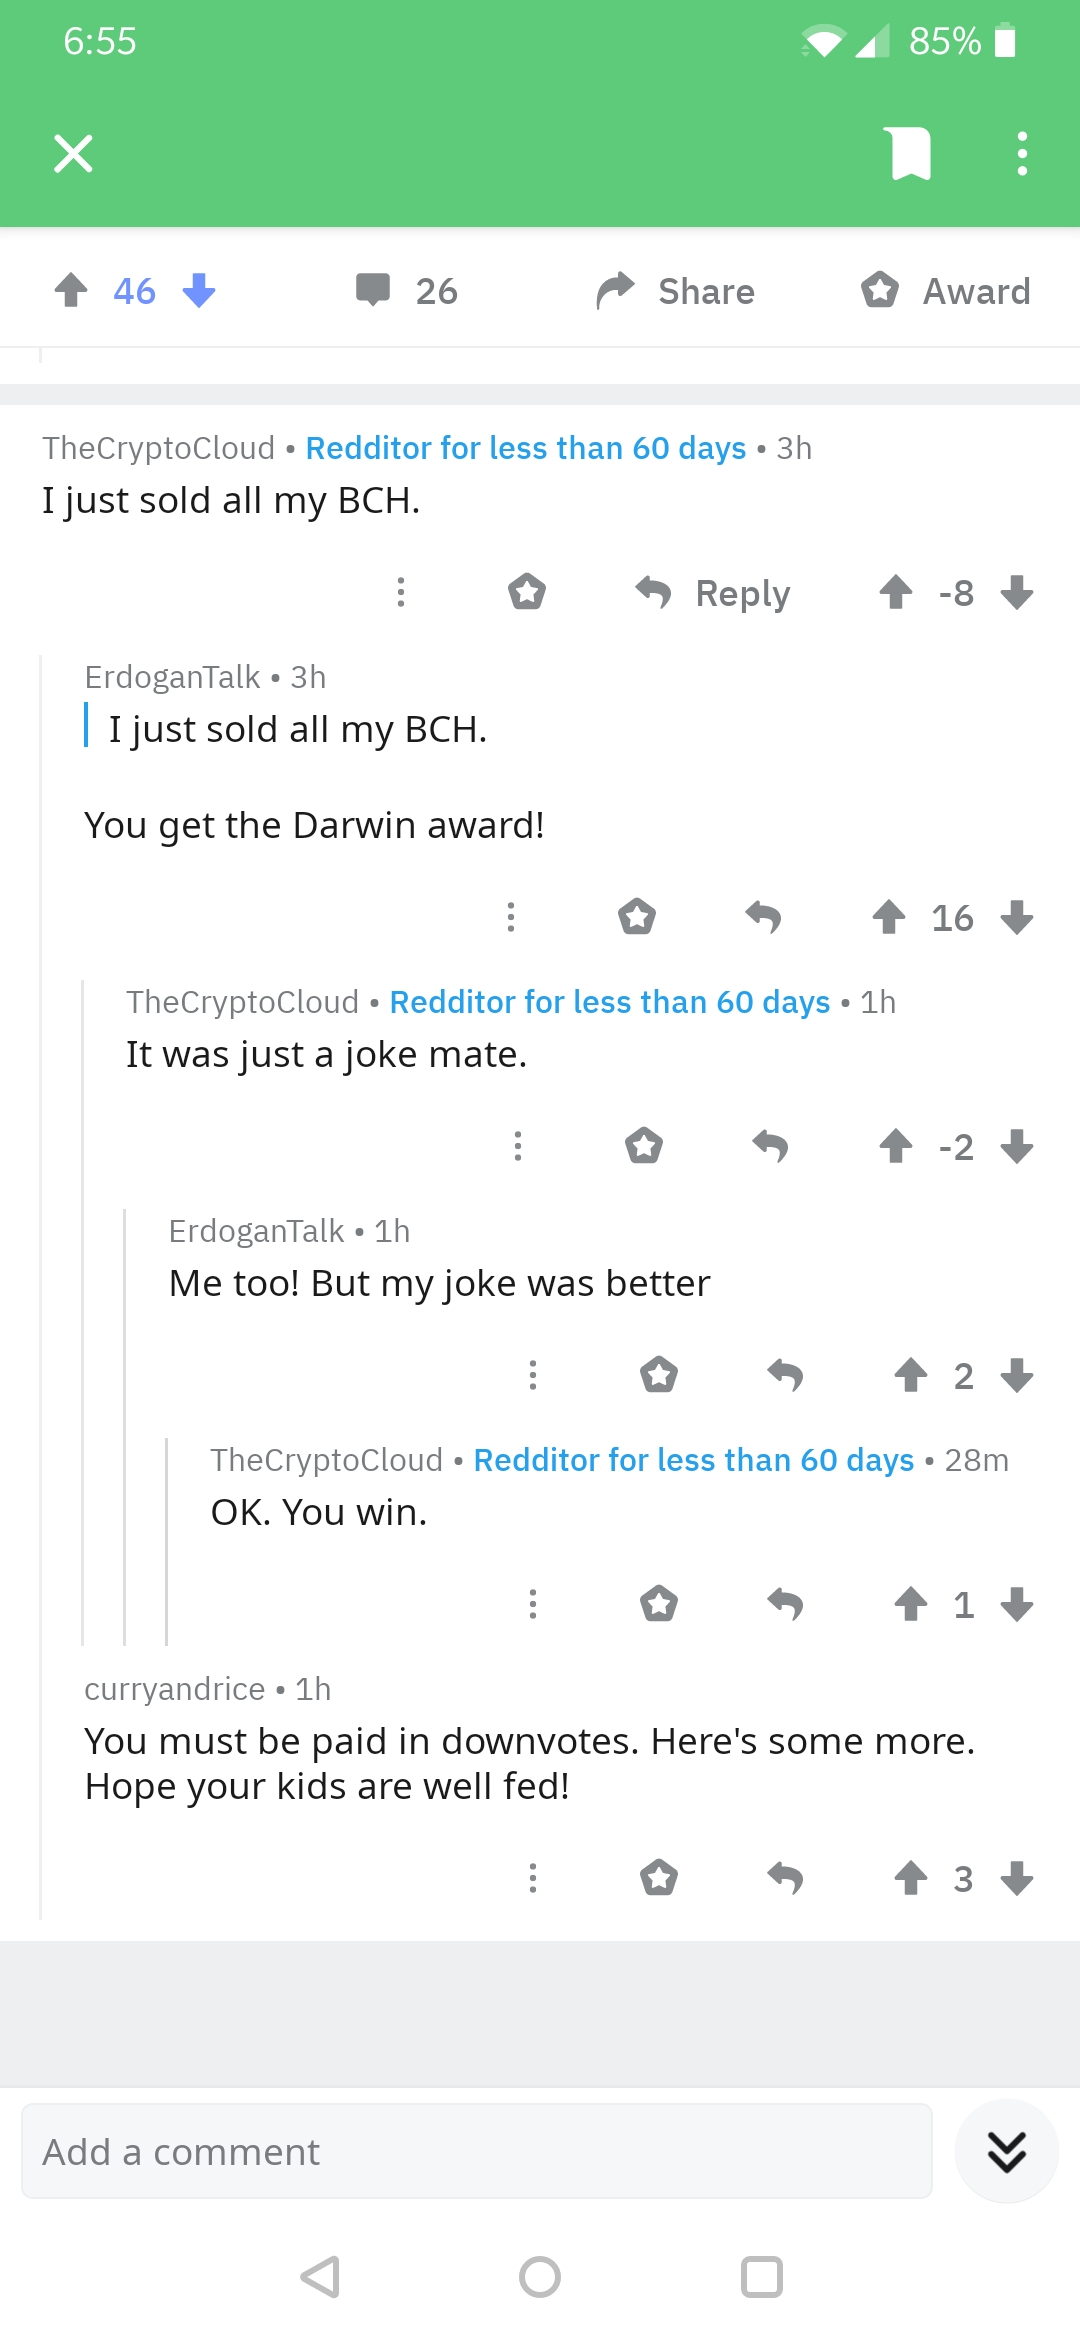 6:55 85%
46 26 Share Award
TheCryptoCloud • Redditor for less than 60 days • 3h
I just sold all my BCH.
Reply -8
ErdoganTalk • 3h
I just sold all my BCH.
You get the Darwin award!
16
TheCryptoCloud • Redditor for less than 60 days • 1h
It was just a joke mate.
-2
ErdoganTalk • 1h
Me too! But my joke was better
2
TheCryptoCloud • Redditor for less than 60 days • 28m
OK. You win.
1
curryandrice • 1h
You must be paid in downvotes. Here's some more.
Hope your kids are well fed!
3
Add a comment